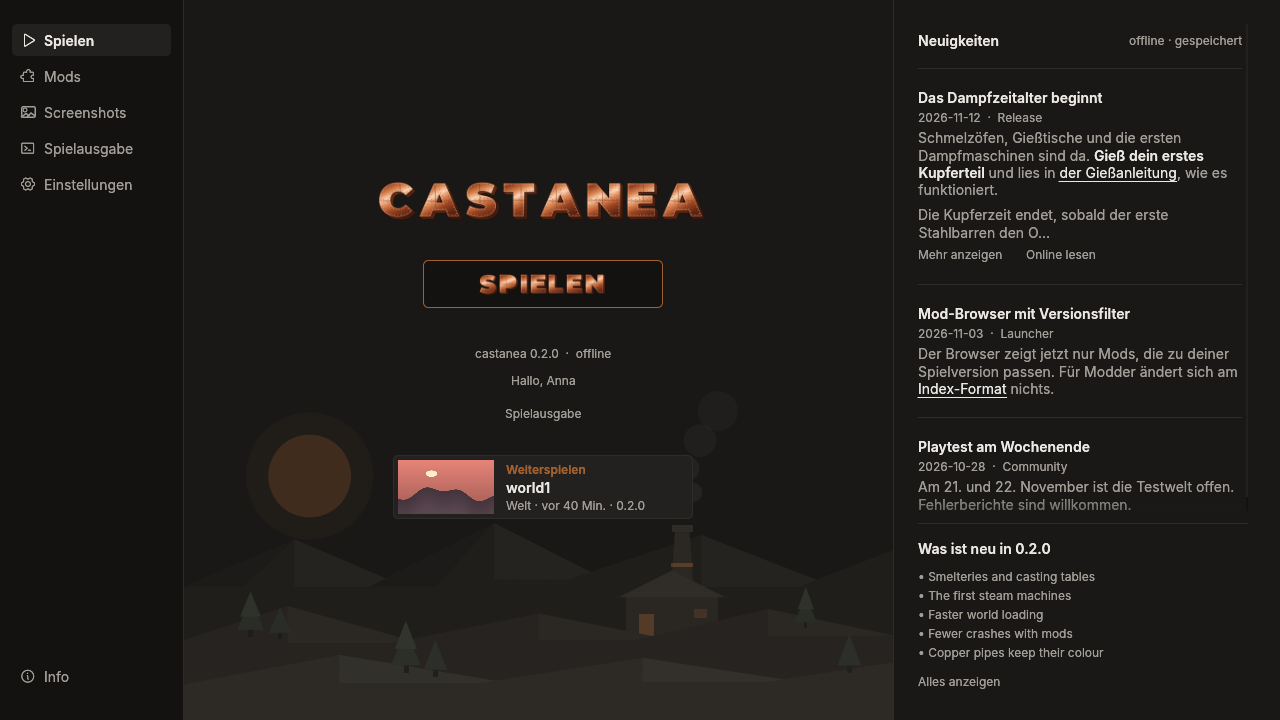 Spielen
Mods
Screenshots
Spielausgabe
Einstellungen
Info
CASTANEA
SPIELEN
castanea 0.2.0 · offline
Hallo, Anna
Spielausgabe
Weiterspielen
world1
Welt · vor 40 Min. · 0.2.0
Neuigkeiten
offline · gespeichert
Das Dampfzeitalter beginnt
2026-11-12 · Release
Schmelzöfen, Gießtische und die ersten
Dampfmaschinen sind da. Gieß dein erstes
Kupferteil und lies in der Gießanleitung, wie es
funktioniert.
Die Kupferzeit endet, sobald der erste
Stahlbarren den O...
Mehr anzeigen
Online lesen
Mod-Browser mit Versionsfilter
2026-11-03 · Launcher
Der Browser zeigt jetzt nur Mods, die zu deiner
Spielversion passen. Für Modder ändert sich am
Index-Format nichts.
Playtest am Wochenende
2026-10-28 · Community
Am 21. und 22. November ist die Testwelt offen.
Fehlerberichte sind willkommen.
Was ist neu in 0.2.0
• Smelteries and casting tables
• The first steam machines
• Faster world loading
• Fewer crashes with mods
• Copper pipes keep their colour
Alles anzeigen